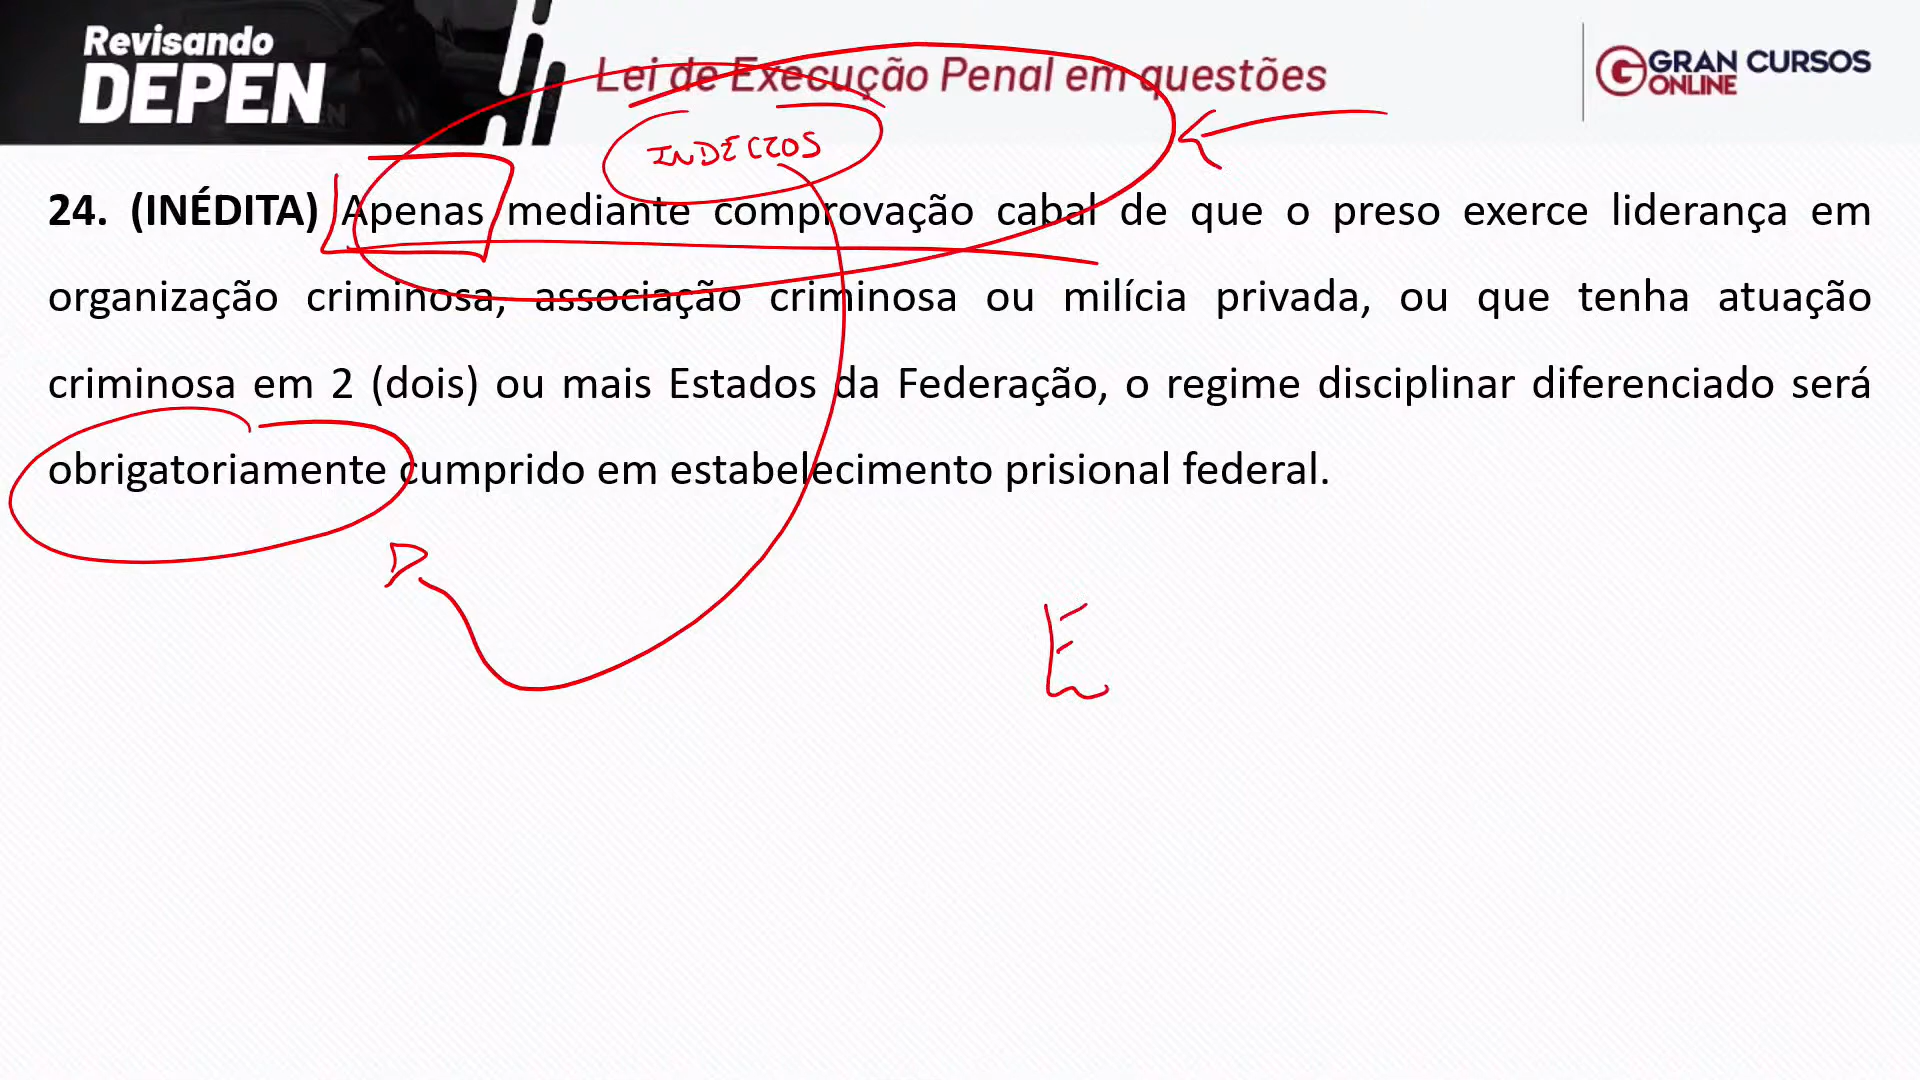 Revisando
DEPEN
Lei de Execução Penal em questões
GRAN CURSOS
ONLINE
INDÍCIOS
24. (INÉDITA) Apenas mediante comprovação cabal de que o preso exerce liderança em
organização criminosa, associação criminosa ou milícia privada, ou que tenha atuação
criminosa em 2 (dois) ou mais Estados da Federação, o regime disciplinar diferenciado será
obrigatoriamente cumprido em estabelecimento prisional federal.
E